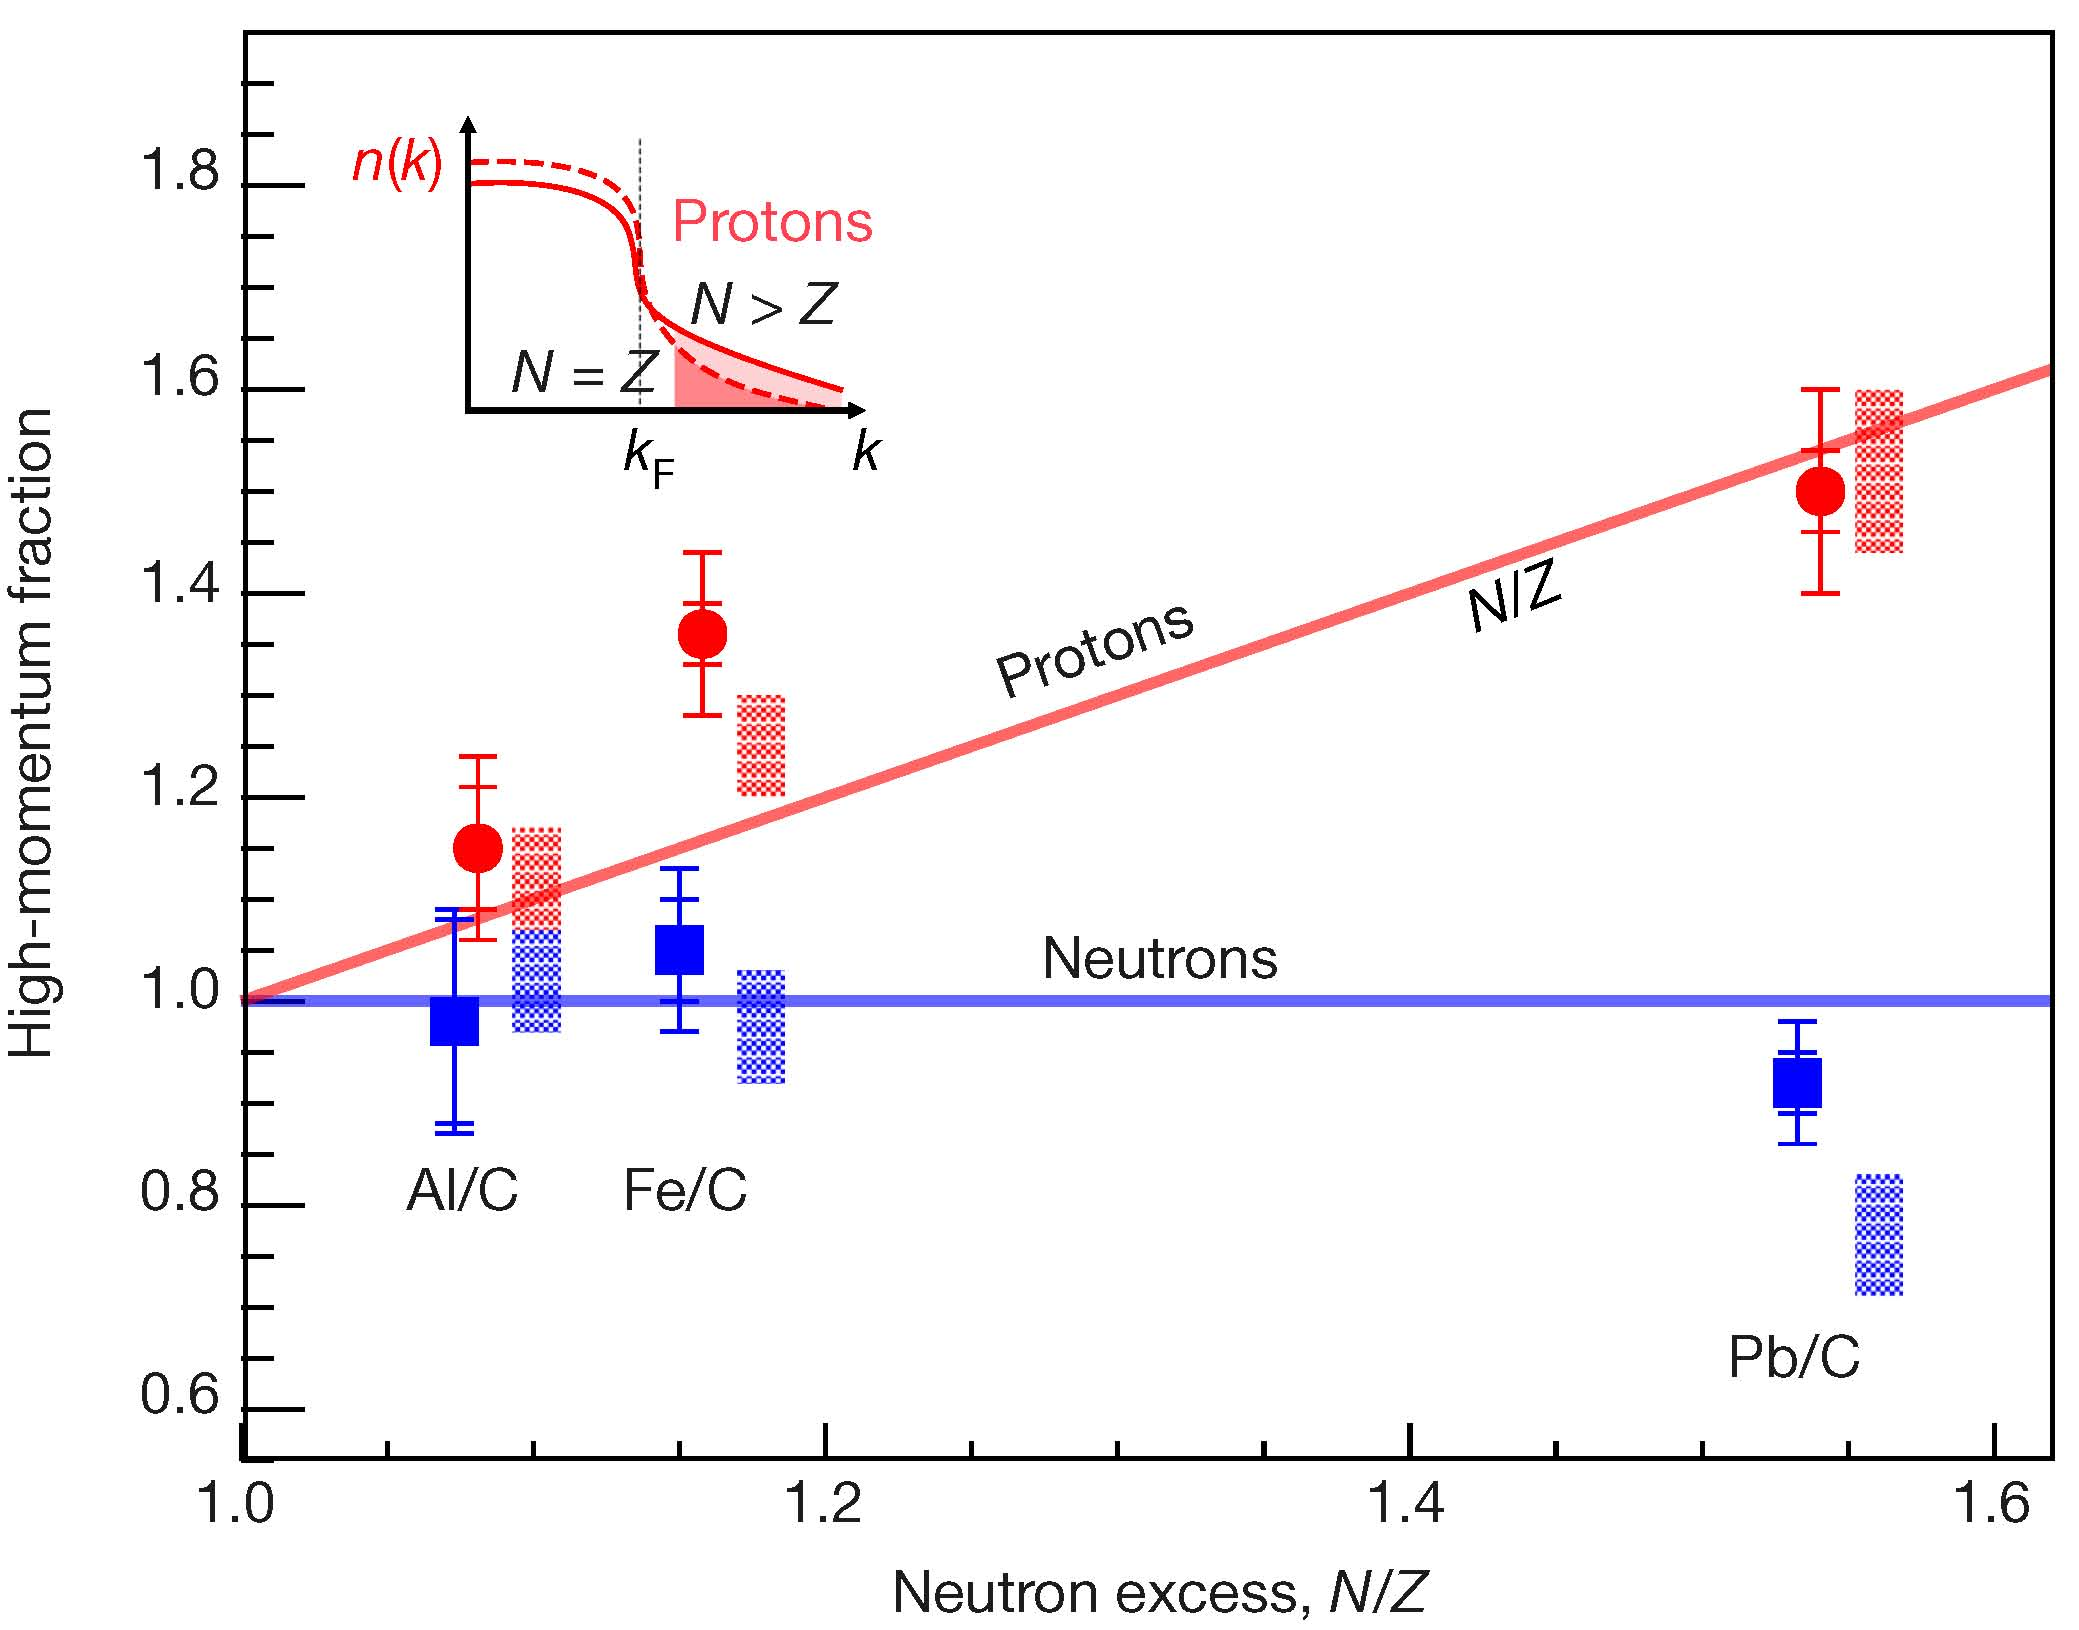 High-momentum fraction
1.8
1.6
1.4
1.2
1.0
0.8
0.6
n(k)
Protons
N > Z
N = Z
kF
k
Protons
N/Z
Neutrons
Al/C
Fe/C
Pb/C
1.0
1.2
1.4
1.6
Neutron excess, N/Z